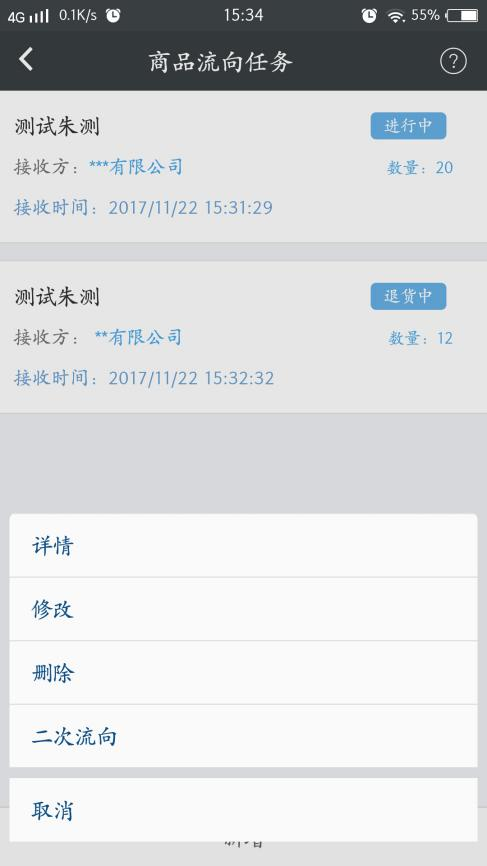 4G 0.1K/s 15:34 55%
商品流向任务 ?
测试朱测 进行中
接收方：***有限公司 数量：20
接收时间：2017/11/22 15:31:29
测试朱测 退货中
接收方： **有限公司 数量：12
接收时间：2017/11/22 15:32:32
详情
修改
删除
二次流向
取消